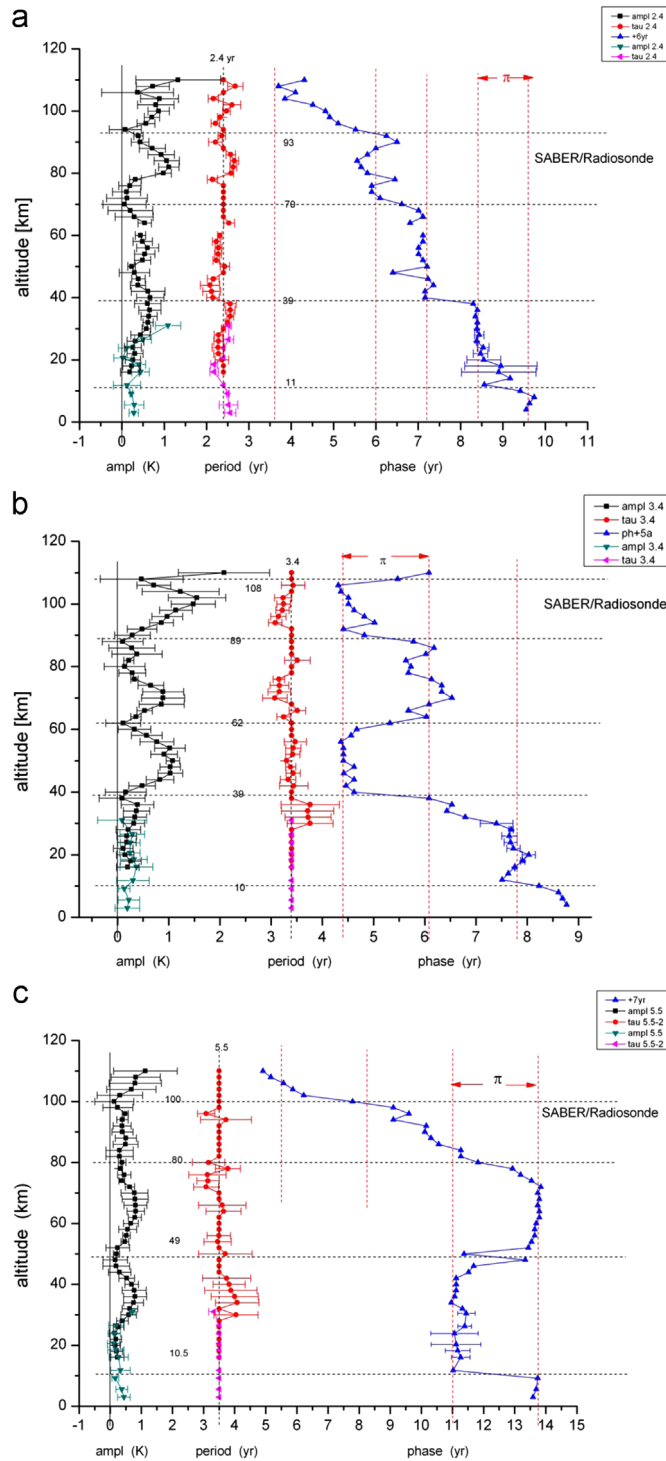 a
ampl 2.4
tau 2.4
+6yr
ampl 2.4
tau 2.4
2.4 yr
π
SABER/Radiosonde
93
70
39
11
120
110
100
90
80
70
60
50
40
30
20
10
0
altitude [km]
-1 0 1 2 3 4 5 6 7 8 9 10 11
ampl (K) period (yr) phase (yr)
b
ampl 3.4
tau 3.4
ph+5a
ampl 3.4
tau 3.4
3.4
π
SABER/Radiosonde
108
89
62
39
10
120
100
80
60
40
20
0
altitude [km]
0 1 2 3 4 5 6 7 8 9
ampl (K) period (yr) phase (yr)
c
+7yr
ampl 5.5
tau 5.5-2
ampl 5.5
tau 5.5-2
5.5
π
SABER/Radiosonde
100
80
49
10.5
120
100
80
60
40
20
0
altitude (km)
-1 0 1 2 3 4 5 6 7 8 9 10 11 12 13 14 15
ampl (K) period (yr) phase (yr)